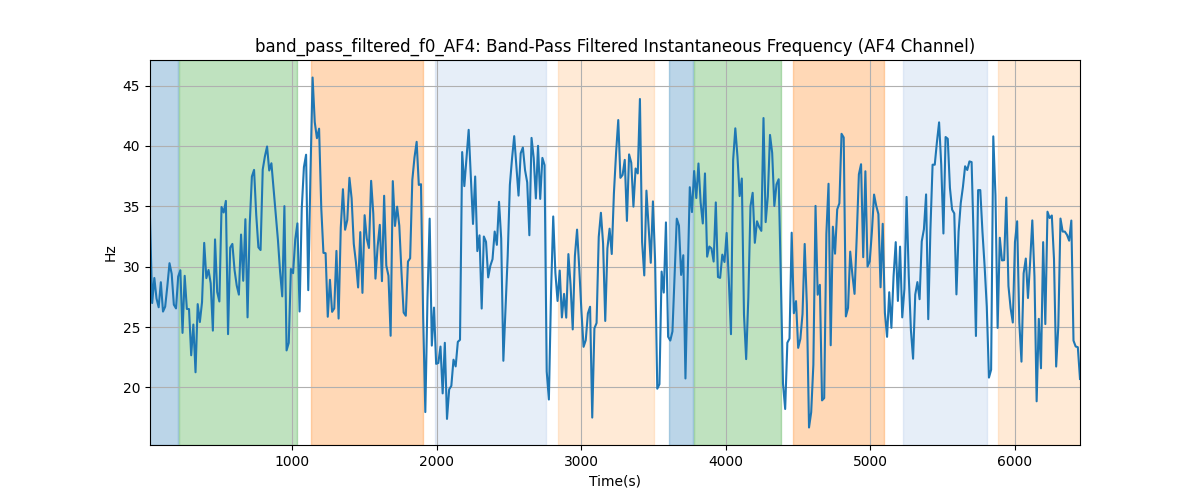 band_pass_filtered_f0_AF4: Band-Pass Filtered Instantaneous Frequency (AF4 Channel)
45
40
35
30
25
20
Hz
1000 2000 3000 4000 5000 6000
Time(s)